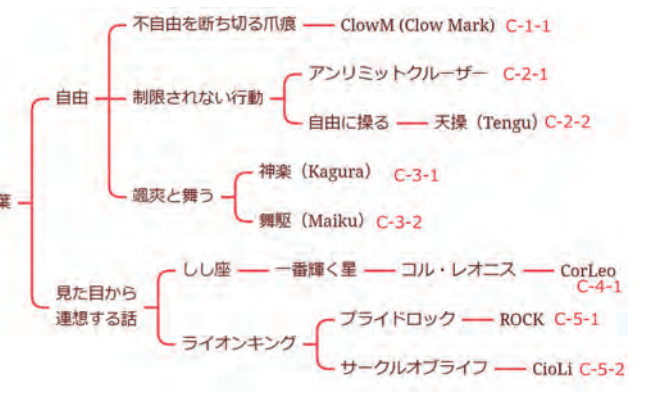 不自由を断ち切る爪痕 ClowM (Clow Mark) C-1-1
自由
制限されない行動
アンリミットクルーザー C-2-1
自由に操る 天操（Tengu） C-2-2
颯爽と舞う
神楽（Kagura） C-3-1
舞駆（Maiku） C-3-2
葉
見た目から
連想する話
しし座 一番輝く星 コル・レオニス CorLeo
C-4-1
ライオンキング
プライドロック ROCK C-5-1
サークルオブライフ CioLi C-5-2